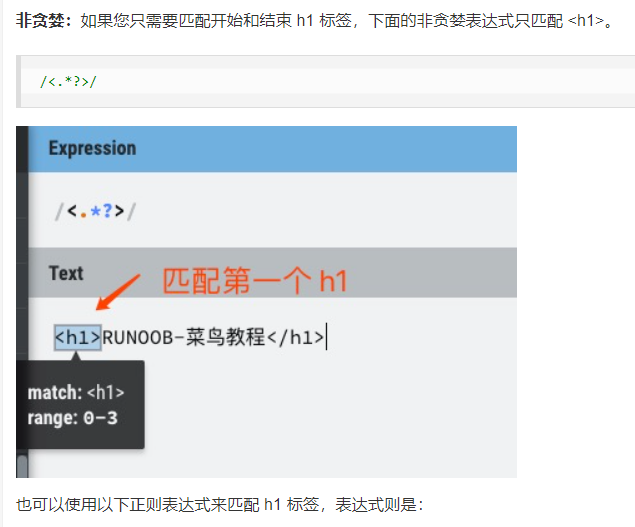 非贪婪：如果您只需要匹配开始和结束 h1 标签，下面的非贪婪表达式只匹配 <h1>。
/<.*?>/
Expression
/<.*?>/
Text
匹配第一个 h1
<h1>RUNOOB-菜鸟教程</h1>
match: <h1>
range: 0-3
也可以使用以下正则表达式来匹配 h1 标签，表达式则是：